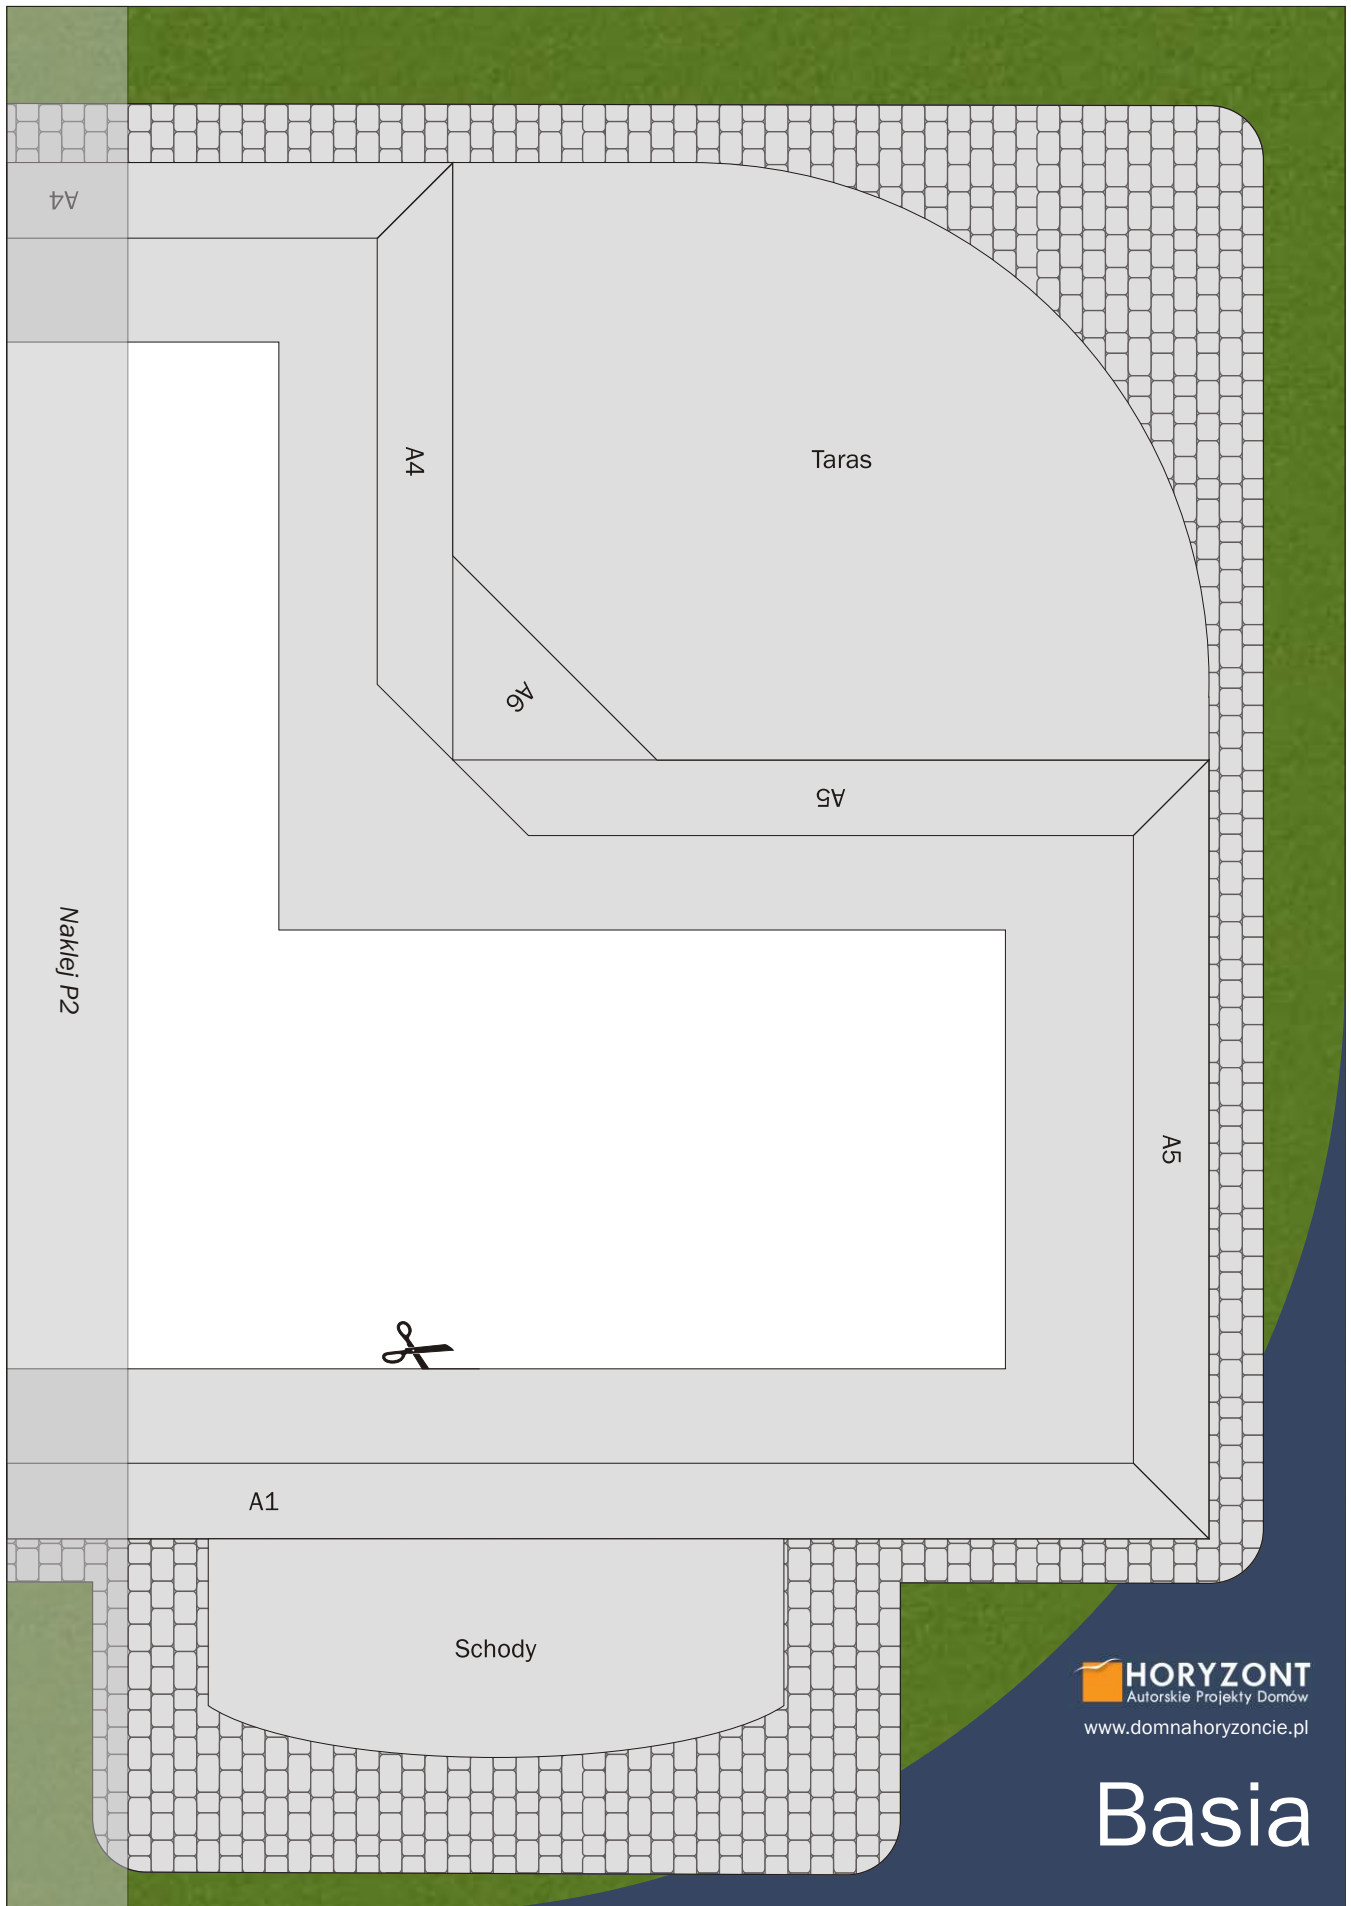 A4
A4
Taras
A6
A5
Naklej P2
A5
A1
Schody
HORYZONT
Autorskie Projekty Domów
www.domnahoryzoncie.pl
Basia